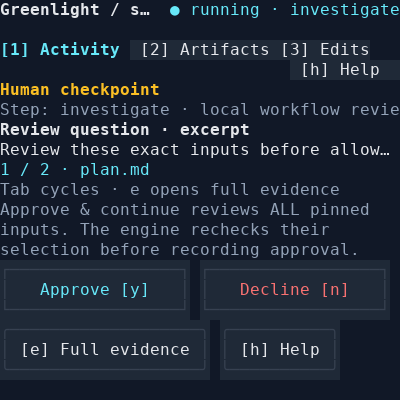 Greenlight / s… ● running · investigate
[1] Activity [2] Artifacts [3] Edits
[h] Help
Human checkpoint
Step: investigate · local workflow revie
Review question · excerpt
Review these exact inputs before allow…
1 / 2 · plan.md
Tab cycles · e opens full evidence
Approve & continue reviews ALL pinned
inputs. The engine rechecks their
selection before recording approval.
Approve [y] Decline [n]
[e] Full evidence [h] Help